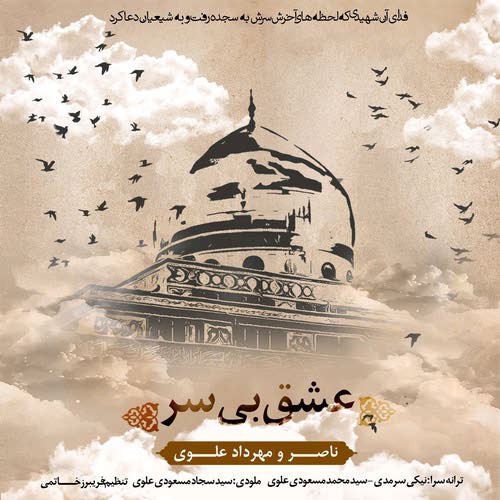 فدای آن شهیدی که لحظه های آخرش سرش به سجده رفت و به شیعیان دعا کرد
عشق بی سر
ناصر و مهرداد علوی
ترانه سرا: نیکی سرمدی - سید محمد مسعودی علوی ملودی: سید سجاد مسعودی علوی تنظیم: فریبرز خاتمی